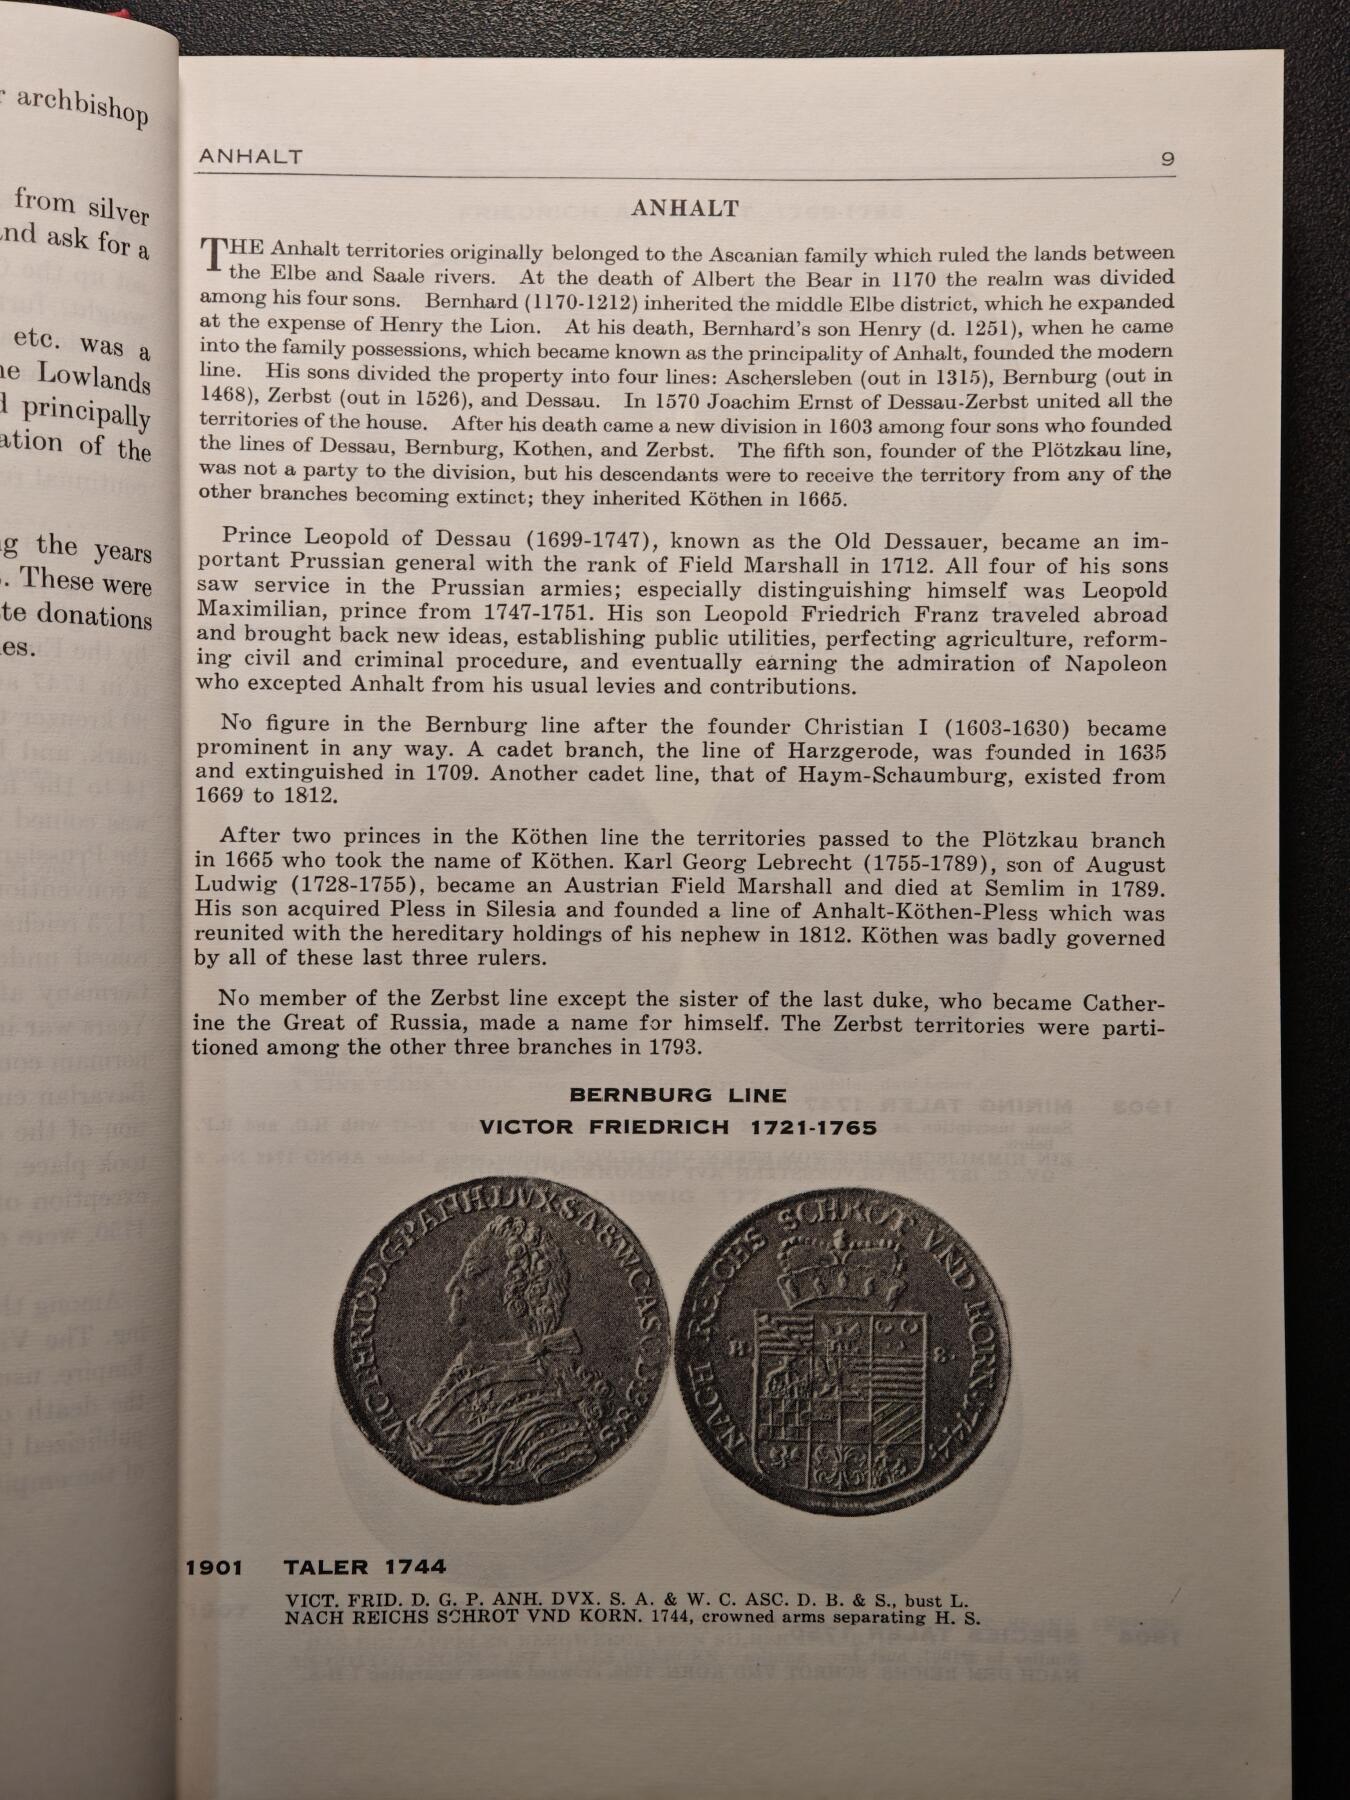 r archbishop
from silver
and ask for a
etc. was a
he Lowlands
d principally
ation of the
ng the years
s. These were
te donations
es.
ANHALT 9
ANHALT
THE Anhalt territories originally belonged to the Ascanian family which ruled the lands between
the Elbe and Saale rivers. At the death of Albert the Bear in 1170 the realm was divided
among his four sons. Bernhard (1170-1212) inherited the middle Elbe district, which he expanded
at the expense of Henry the Lion. At his death, Bernhard's son Henry (d. 1251), when he came
into the family possessions, which became known as the principality of Anhalt, founded the modern
line. His sons divided the property into four lines: Aschersleben (out in 1315), Bernburg (out in
1468), Zerbst (out in 1526), and Dessau. In 1570 Joachim Ernst of Dessau-Zerbst united all the
territories of the house. After his death came a new division in 1603 among four sons who founded
the lines of Dessau, Bernburg, Kothen, and Zerbst. The fifth son, founder of the Plötzkau line,
was not a party to the division, but his descendants were to receive the territory from any of the
other branches becoming extinct; they inherited Köthen in 1665.
Prince Leopold of Dessau (1699-1747), known as the Old Dessauer, became an im-
portant Prussian general with the rank of Field Marshall in 1712. All four of his sons
saw service in the Prussian armies; especially distinguishing himself was Leopold
Maximilian, prince from 1747-1751. His son Leopold Friedrich Franz traveled abroad
and brought back new ideas, establishing public utilities, perfecting agriculture, reform-
ing civil and criminal procedure, and eventually earning the admiration of Napoleon
who excepted Anhalt from his usual levies and contributions.
No figure in the Bernburg line after the founder Christian I (1603-1630) became
prominent in any way. A cadet branch, the line of Harzgerode, was founded in 1635
and extinguished in 1709. Another cadet line, that of Haym-Schaumburg, existed from
1669 to 1812.
After two princes in the Köthen line the territories passed to the Plötzkau branch
in 1665 who took the name of Köthen. Karl Georg Lebrecht (1755-1789), son of August
Ludwig (1728-1755), became an Austrian Field Marshall and died at Semlim in 1789.
His son acquired Pless in Silesia and founded a line of Anhalt-Köthen-Pless which was
reunited with the hereditary holdings of his nephew in 1812. Köthen was badly governed
by all of these last three rulers.
No member of the Zerbst line except the sister of the last duke, who became Cather-
ine the Great of Russia, made a name for himself. The Zerbst territories were parti-
tioned among the other three branches in 1793.
BERNBURG LINE
VICTOR FRIEDRICH 1721-1765
VICT.FRID.D.G.P.ANH.DVX.S.A.&W.C.ASC.D.B.&S.
NACH REICHS SCHROT VND KORN.1744.
H. S.
1901 TALER 1744
VICT. FRID. D. G. P. ANH. DVX. S. A. & W. C. ASC. D. B. & S., bust L.
NACH REICHS SCHROT VND KORN. 1744, crowned arms separating H. S.